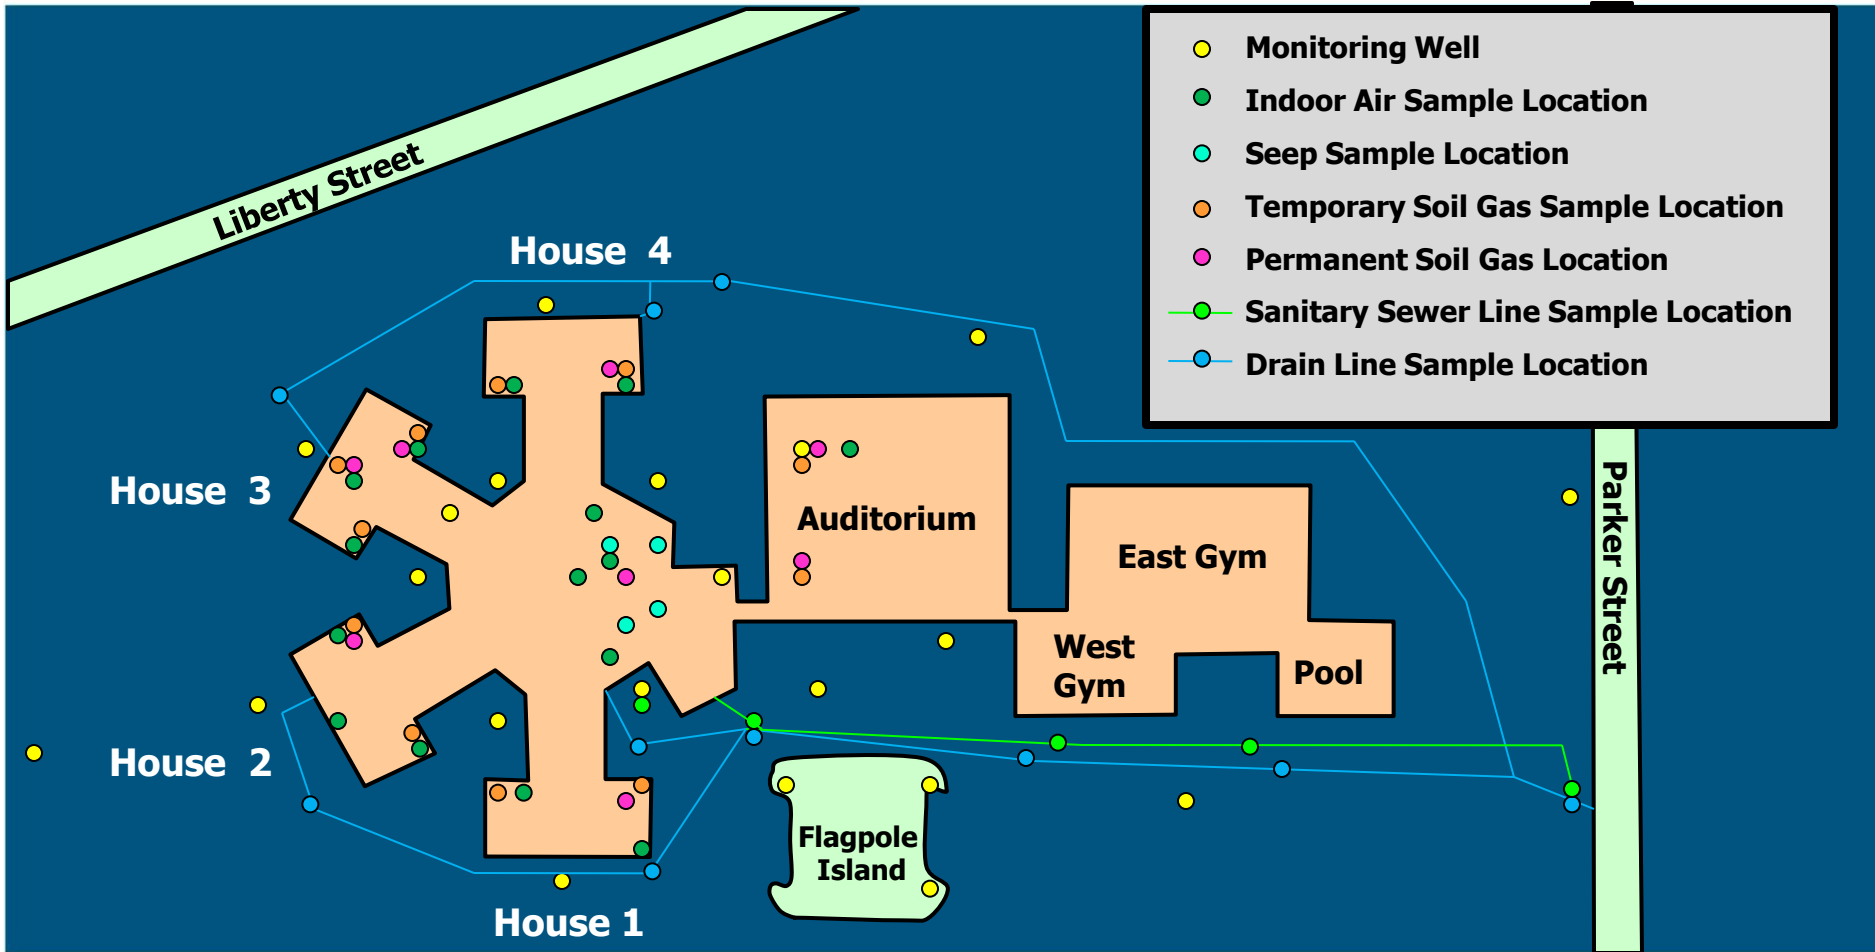 Monitoring Well
Indoor Air Sample Location
Seep Sample Location
Temporary Soil Gas Sample Location
Permanent Soil Gas Location
Sanitary Sewer Line Sample Location
Drain Line Sample Location
Liberty Street
House 4
House 3
Auditorium
East Gym
Parker Street
West
Gym
Pool
House 2
Flagpole
Island
House 1